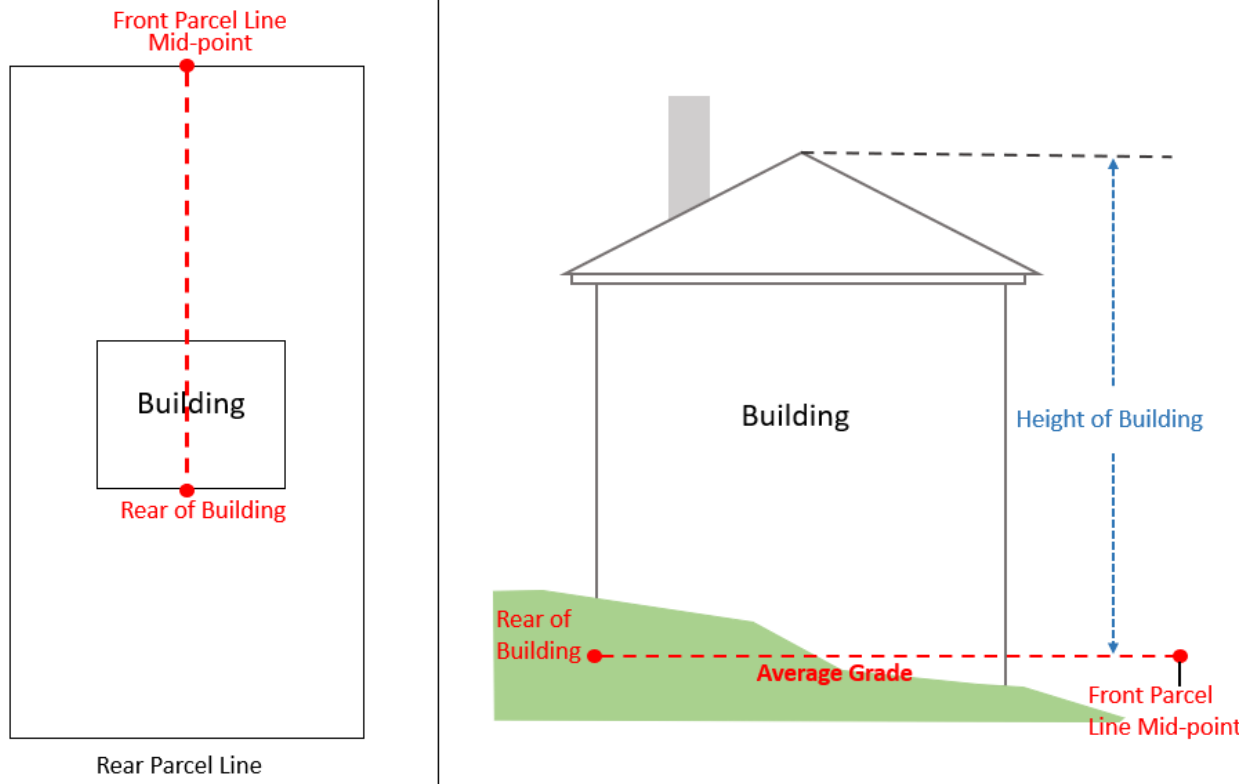 Front Parcel Line
Mid-point
Building
Rear of Building
Rear Parcel Line
Building
Height of Building
Rear of
Building
Average Grade
Front Parcel
Line Mid-point